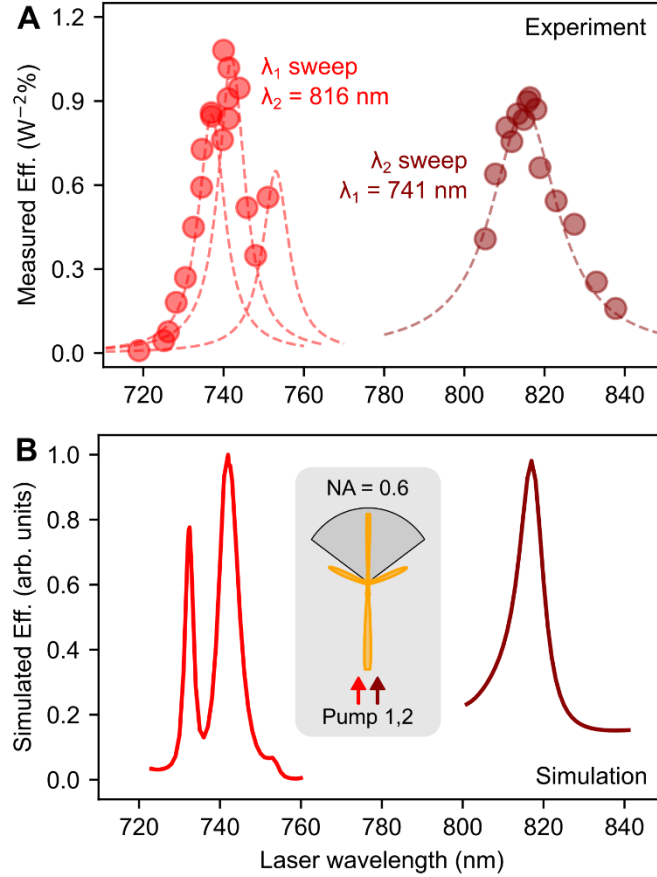 A
Experiment
λ₁ sweep
λ₂ = 816 nm
λ₂ sweep
λ₁ = 741 nm
Measured Eff. (W⁻²%)
1.2
0.9
0.6
0.3
0.0
720 740 760 780 800 820 840
B
NA = 0.6
Pump 1,2
Simulation
Simulated Eff. (arb. units)
1.0
0.8
0.6
0.4
0.2
0.0
720 740 760 780 800 820 840
Laser wavelength (nm)